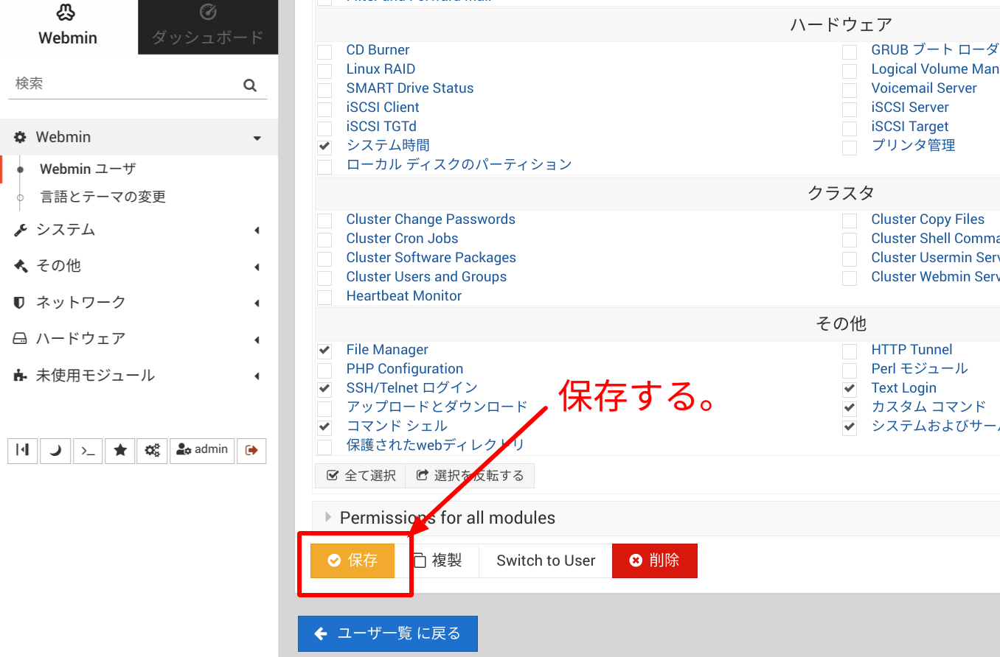 Webmin
ダッシュボード
検索
Webmin
Webmin ユーザ
言語とテーマの変更
システム
その他
ネットワーク
ハードウェア
未使用モジュール
admin
ハードウェア
CD Burner
GRUB ブート ローダ
Linux RAID
Logical Volume Man
SMART Drive Status
Voicemail Server
iSCSI Client
iSCSI Server
iSCSI TGTd
iSCSI Target
システム時間
プリンタ管理
ローカル ディスクのパーティション
クラスタ
Cluster Change Passwords
Cluster Copy Files
Cluster Cron Jobs
Cluster Shell Comma
Cluster Software Packages
Cluster Usermin Serv
Cluster Users and Groups
Cluster Webmin Serv
Heartbeat Monitor
その他
File Manager
HTTP Tunnel
PHP Configuration
Perl モジュール
SSH/Telnet ログイン
Text Login
アップロードとダウンロード
カスタム コマンド
コマンド シェル
システムおよびサー
保護されたwebディレクトリ
保存する。
全て選択
選択を反転する
Permissions for all modules
保存
複製
Switch to User
削除
ユーザ一覧 に戻る